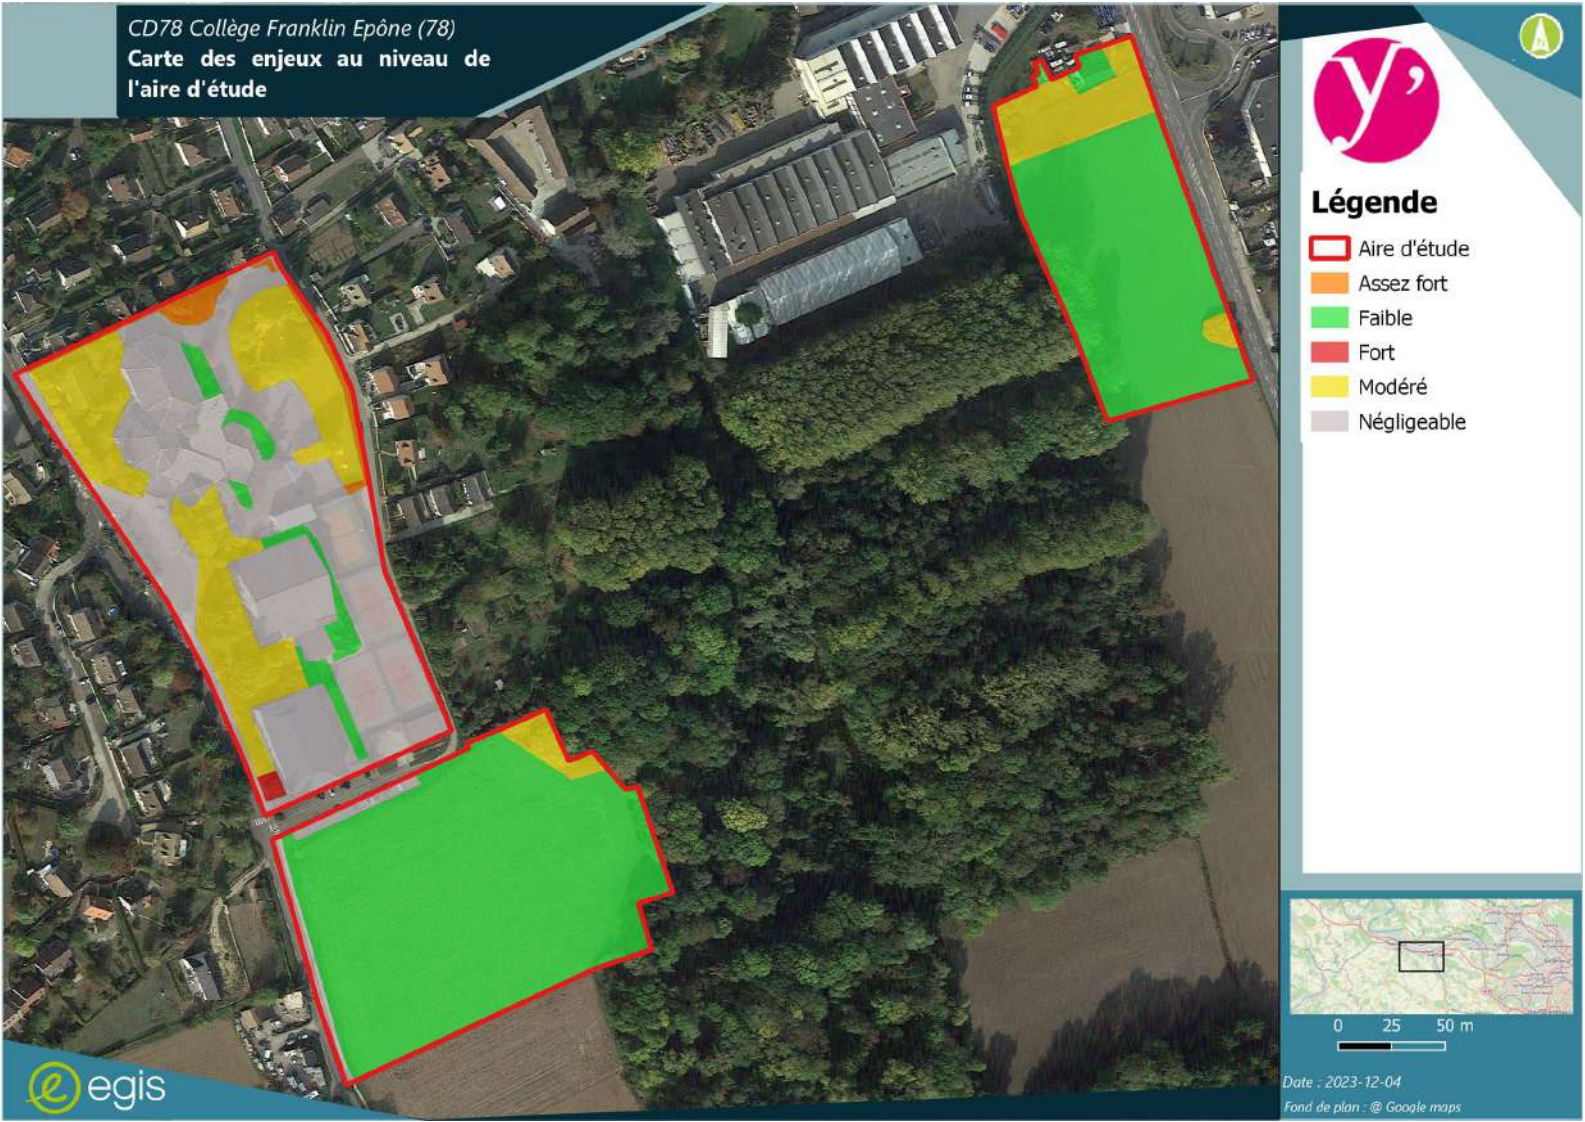 CD78 Collège Franklin Epône (78)
Carte des enjeux au niveau de
l'aire d'étude
N
y'
Légende
Aire d'étude
Assez fort
Faible
Fort
Modéré
Négligeable
0 25 50 m
Date : 2023-12-04
Fond de plan : @ Google maps
e egis